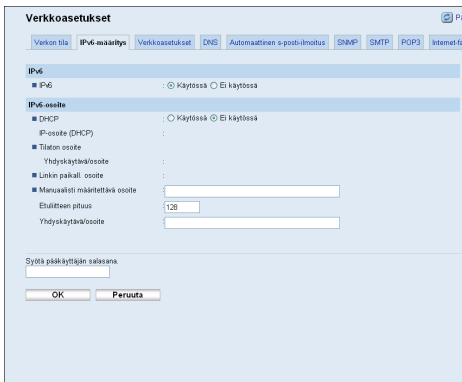 Verkkoasetukset
Verkon tila IPv6-määritys Verkkoasetukset DNS Automaattinen s-posti-ilmoitus SNMP SMTP POP3 Internet-fa
IPv6
IPv6 : Käytössä Ei käytössä
IPv6-osoite
DHCP : Käytössä Ei käytössä
IP-osoite (DHCP) :
Tilaton osoite
Yhdyskäytävä/osoite :
Linkin paikall. osoite :
Manuaalisti määritettävä osoite :
Etuliitteen pituus : 128
Yhdyskäytävä/osoite :
Syötä pääkäyttäjän salasana.
OK Peruuta